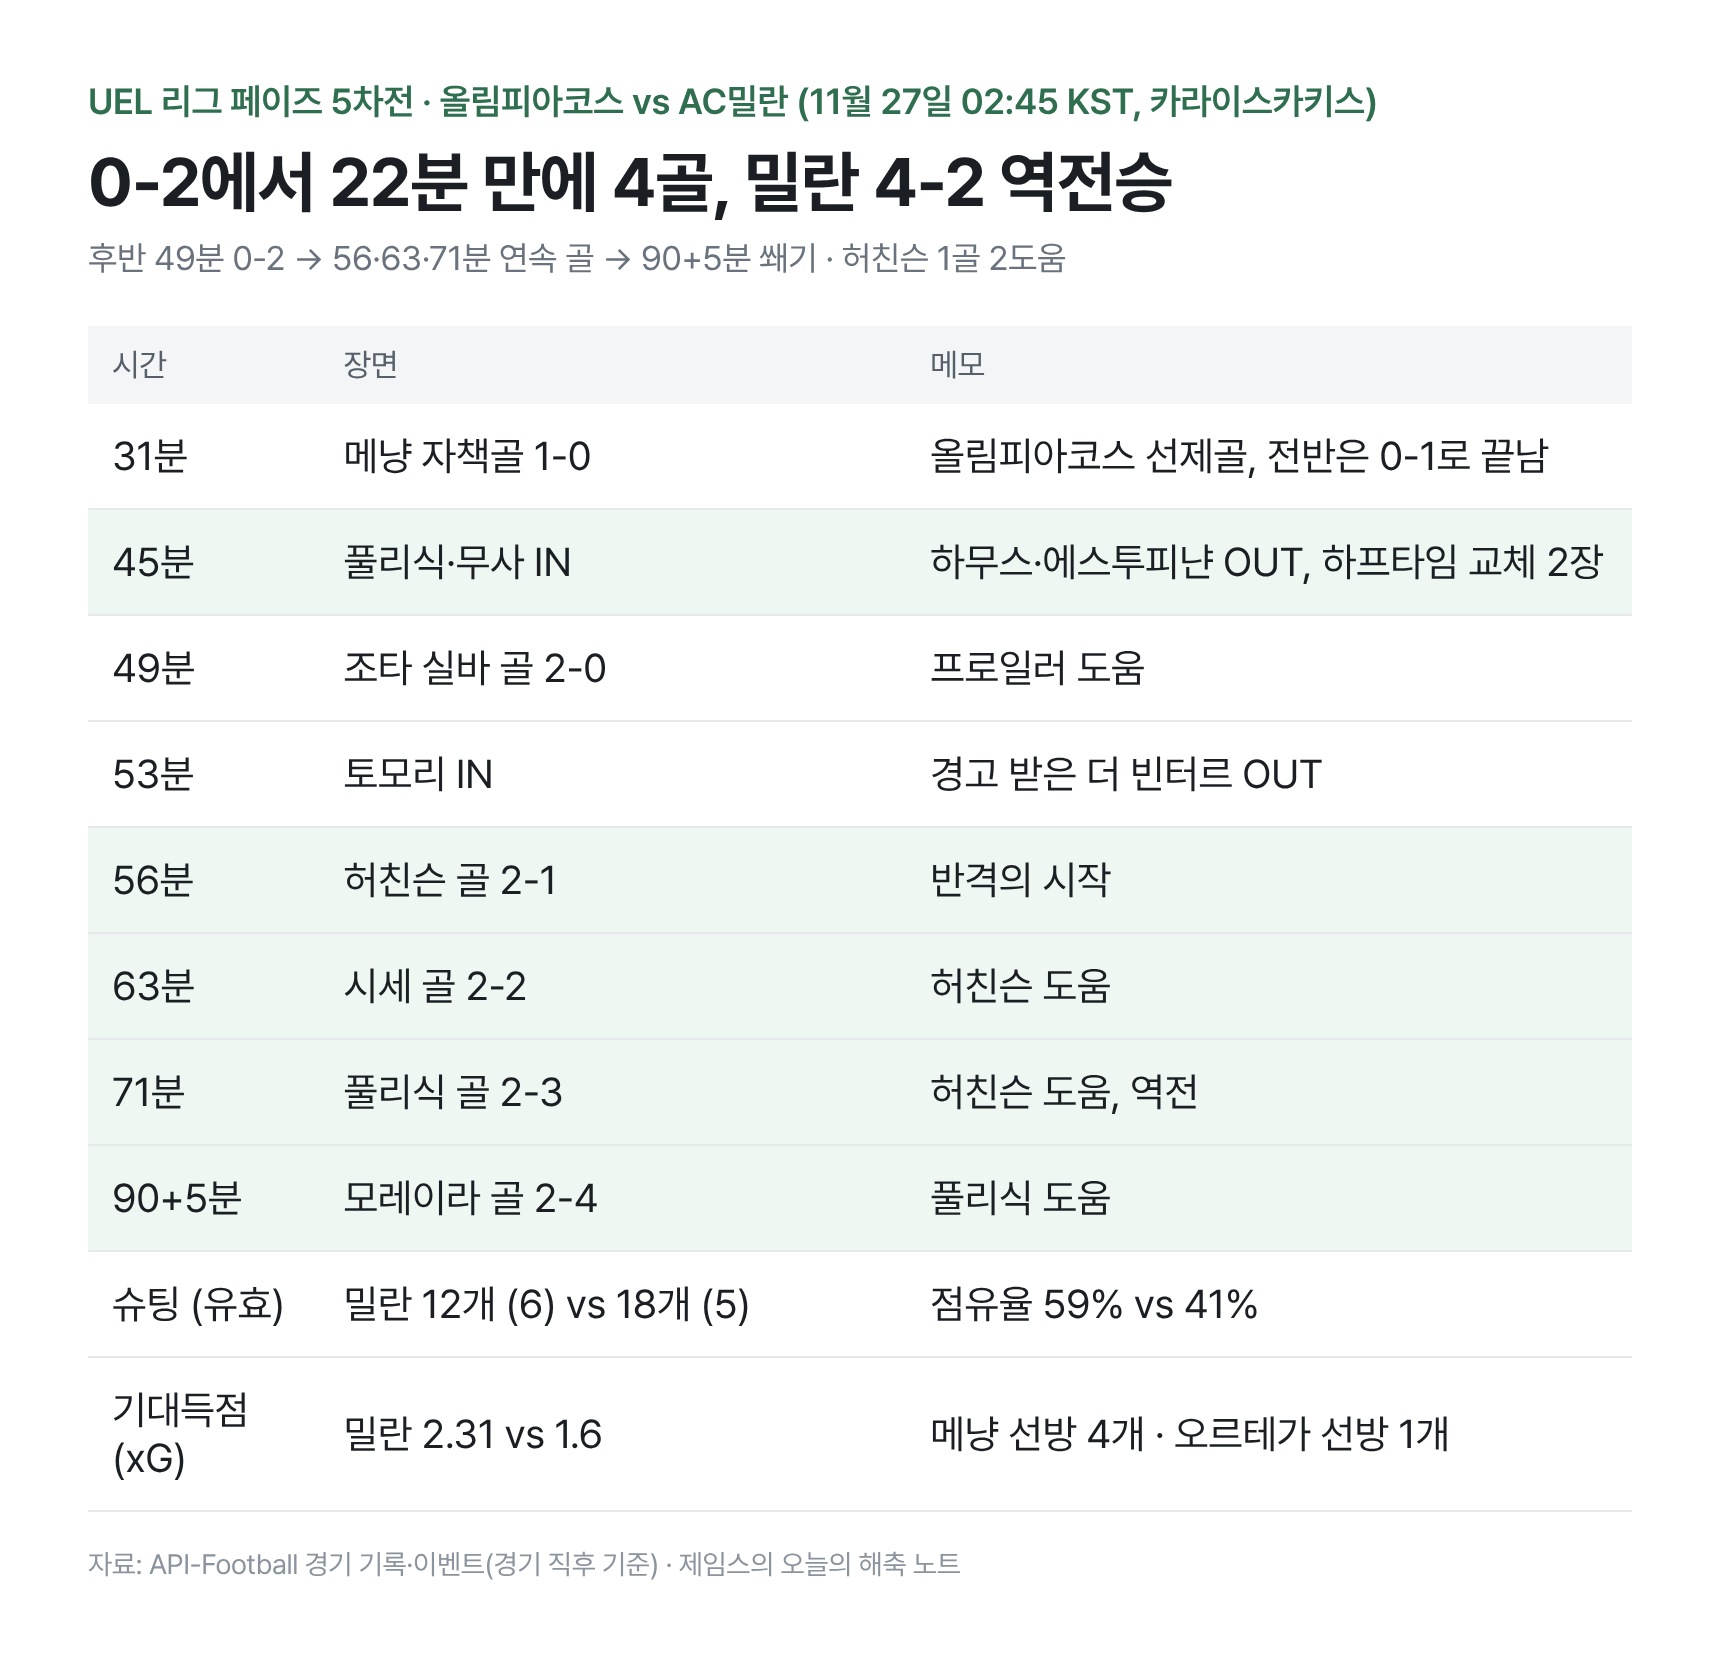 UEL 리그 페이즈 5차전 · 올림피아코스 vs AC밀란 (11월 27일 02:45 KST, 카라이스카키스)
0-2에서 22분 만에 4골, 밀란 4-2 역전승
후반 49분 0-2 → 56·63·71분 연속 골 → 90+5분 쐐기 · 허친슨 1골 2도움
시간 장면 메모
31분 메냥 자책골 1-0 올림피아코스 선제골, 전반은 0-1로 끝남
45분 풀리식·무사 IN 하무스·에스투피냔 OUT, 하프타임 교체 2장
49분 조타 실바 골 2-0 프로일러 도움
53분 토모리 IN 경고 받은 더 빈터르 OUT
56분 허친슨 골 2-1 반격의 시작
63분 시세 골 2-2 허친슨 도움
71분 풀리식 골 2-3 허친슨 도움, 역전
90+5분 모레이라 골 2-4 풀리식 도움
슈팅 (유효) 밀란 12개 (6) vs 18개 (5) 점유율 59% vs 41%
기대득점
(xG) 밀란 2.31 vs 1.6 메냥 선방 4개 · 오르테가 선방 1개
자료: API-Football 경기 기록·이벤트(경기 직후 기준) · 제임스의 오늘의 해축 노트